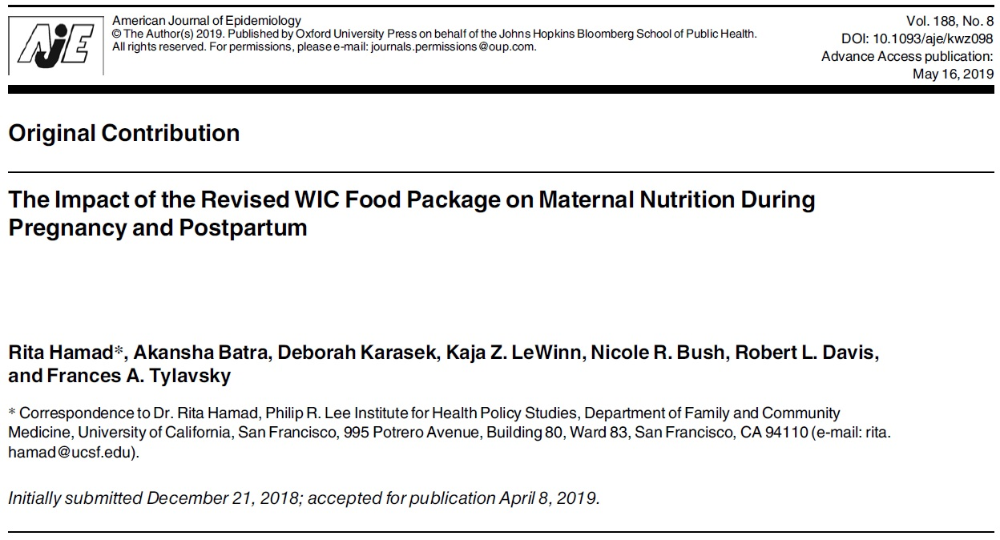 AJE
American Journal of Epidemiology
© The Author(s) 2019. Published by Oxford University Press on behalf of the Johns Hopkins Bloomberg School of Public Health.
All rights reserved. For permissions, please e-mail: journals.permissions@oup.com.
Vol. 188, No. 8
DOI: 10.1093/aje/kwz098
Advance Access publication:
May 16, 2019
Original Contribution
The Impact of the Revised WIC Food Package on Maternal Nutrition During
Pregnancy and Postpartum
Rita Hamad*, Akansha Batra, Deborah Karasek, Kaja Z. LeWinn, Nicole R. Bush, Robert L. Davis,
and Frances A. Tylavsky
* Correspondence to Dr. Rita Hamad, Philip R. Lee Institute for Health Policy Studies, Department of Family and Community
Medicine, University of California, San Francisco, 995 Potrero Avenue, Building 80, Ward 83, San Francisco, CA 94110 (e-mail: rita.
hamad@ucsf.edu).
Initially submitted December 21, 2018; accepted for publication April 8, 2019.